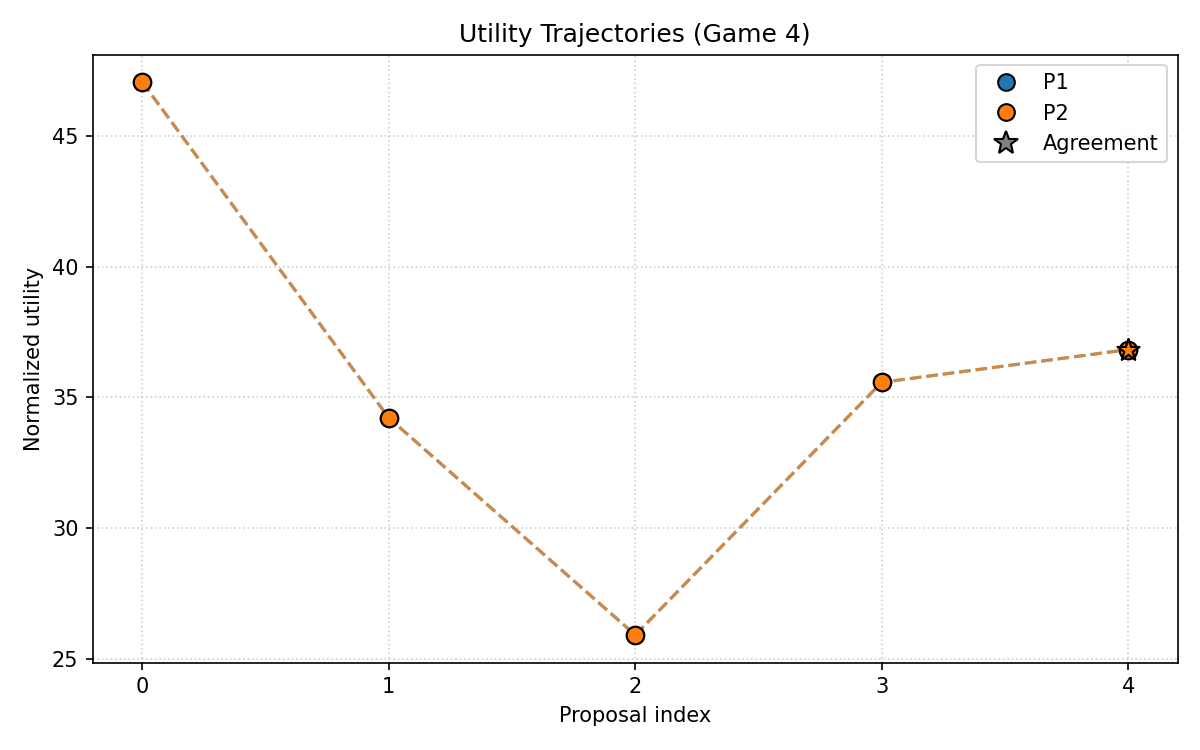 Utility Trajectories (Game 4)
P1
P2
Agreement
Normalized utility
45
40
35
30
25
0 1 2 3 4
Proposal index